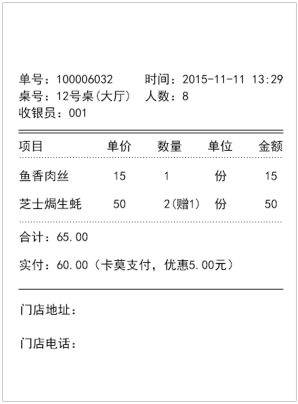 单号：100006032 时间：2015-11-11 13:29
桌号：12号桌(大厅) 人数：8
收银员：001
项目 单价 数量 单位 金额
鱼香肉丝 15 1 份 15
芝士焗生蚝 50 2(赠1) 份 50
合计：65.00
实付：60.00（卡莫支付，优惠5.00元）
门店地址：
门店电话：